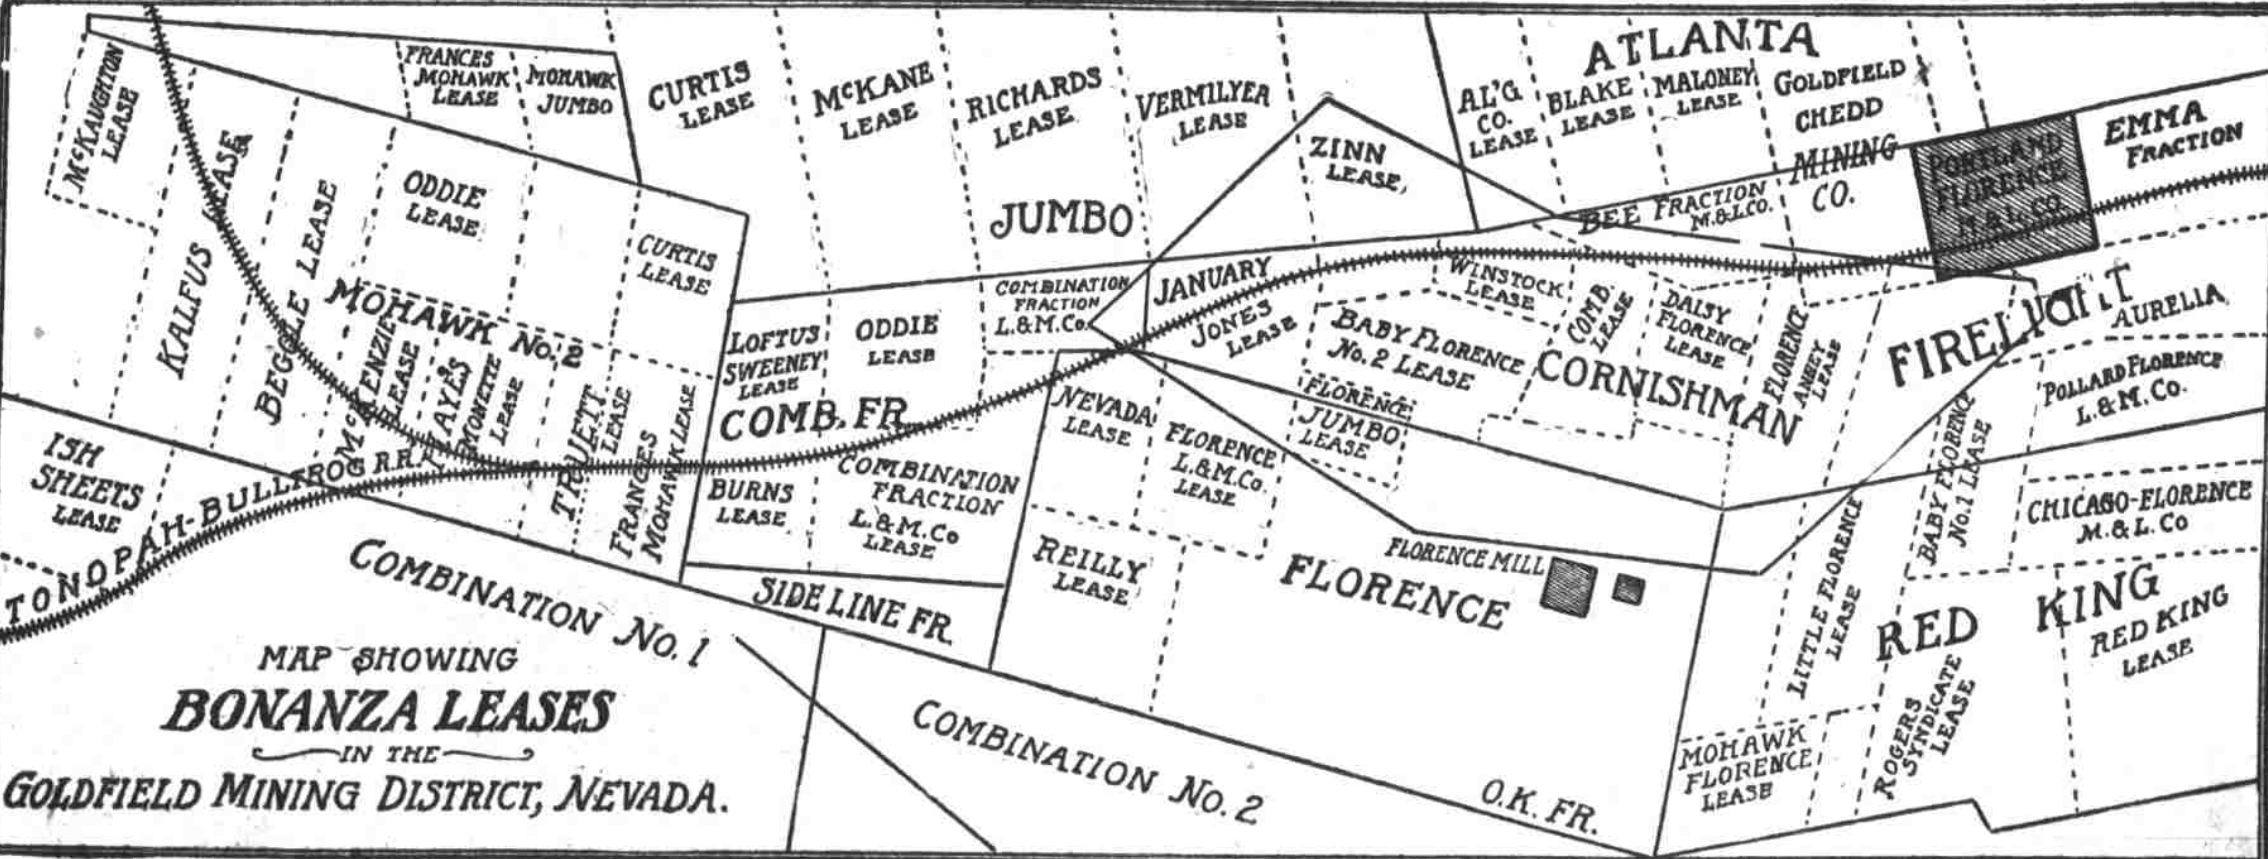 McKAUGHTON
LEASE
FRANCES
MOHAWK
LEASE
MOHAWK
JUMBO
CURTIS
LEASE
McKANE
LEASE
RICHARDS
LEASE
VERMILYEA
LEASE
ZINN
LEASE,
ATLANTA
AL'G
CO.
LEASE
BLAKE
LEASE
MALONEY
LEASE
GOLDFIELD
CHEDD
MINING
CO.
PORTLAND
FLORENCE
M.&L.CO.
EMMA
FRACTION
KALFUS LEASE
BEGOLE LEASE
ODDIE
LEASE
CURTIS
LEASE
JUMBO
BEE FRACTION
M.&L.CO.
MOHAWK No. 2
McKENZIE
LEASE
HAYES
&
MONETTE
LEASE
TRUETT
LEASE
FRANCES
MOHAWK LEASE
LOFTUS
SWEENEY
LEASE
ODDIE
LEASE
COMBINATION
FRACTION
L.&M.Co.
JANUARY
JONES
LEASE
WINSTOCK
LEASE
COMB.
LEASE
DAISY
FLORENCE
LEASE
FLORENCE
ANNEY
LEASE
FIRELIGHT
AURELIA
BABY FLORENCE
No. 2 LEASE
CORNISHMAN
POLLARD FLORENCE
L.&M.Co.
COMB. FR.
NEVADA
LEASE
FLORENCE
L.&M.Co.
LEASE
FLORENCE
JUMBO
LEASE
BABY FLORENCE
No. 1 LEASE
ISH
SHEETS
LEASE
TONOPAH-BULLFROG R.R.
BURNS
LEASE
COMBINATION
FRACTION
L.&M.Co
LEASE
CHICAGO-FLORENCE
M.&L.Co
REILLY
LEASE
FLORENCE MILL
FLORENCE
LITTLE FLORENCE
LEASE
COMBINATION No. 1
SIDE LINE FR.
RED KING
RED KING
LEASE
ROGERS
SYNDICATE
LEASE
MOHAWK
FLORENCE
LEASE
COMBINATION No. 2
O.K. FR.
MAP SHOWING
BONANZA LEASES
IN THE
GOLDFIELD MINING DISTRICT, NEVADA.